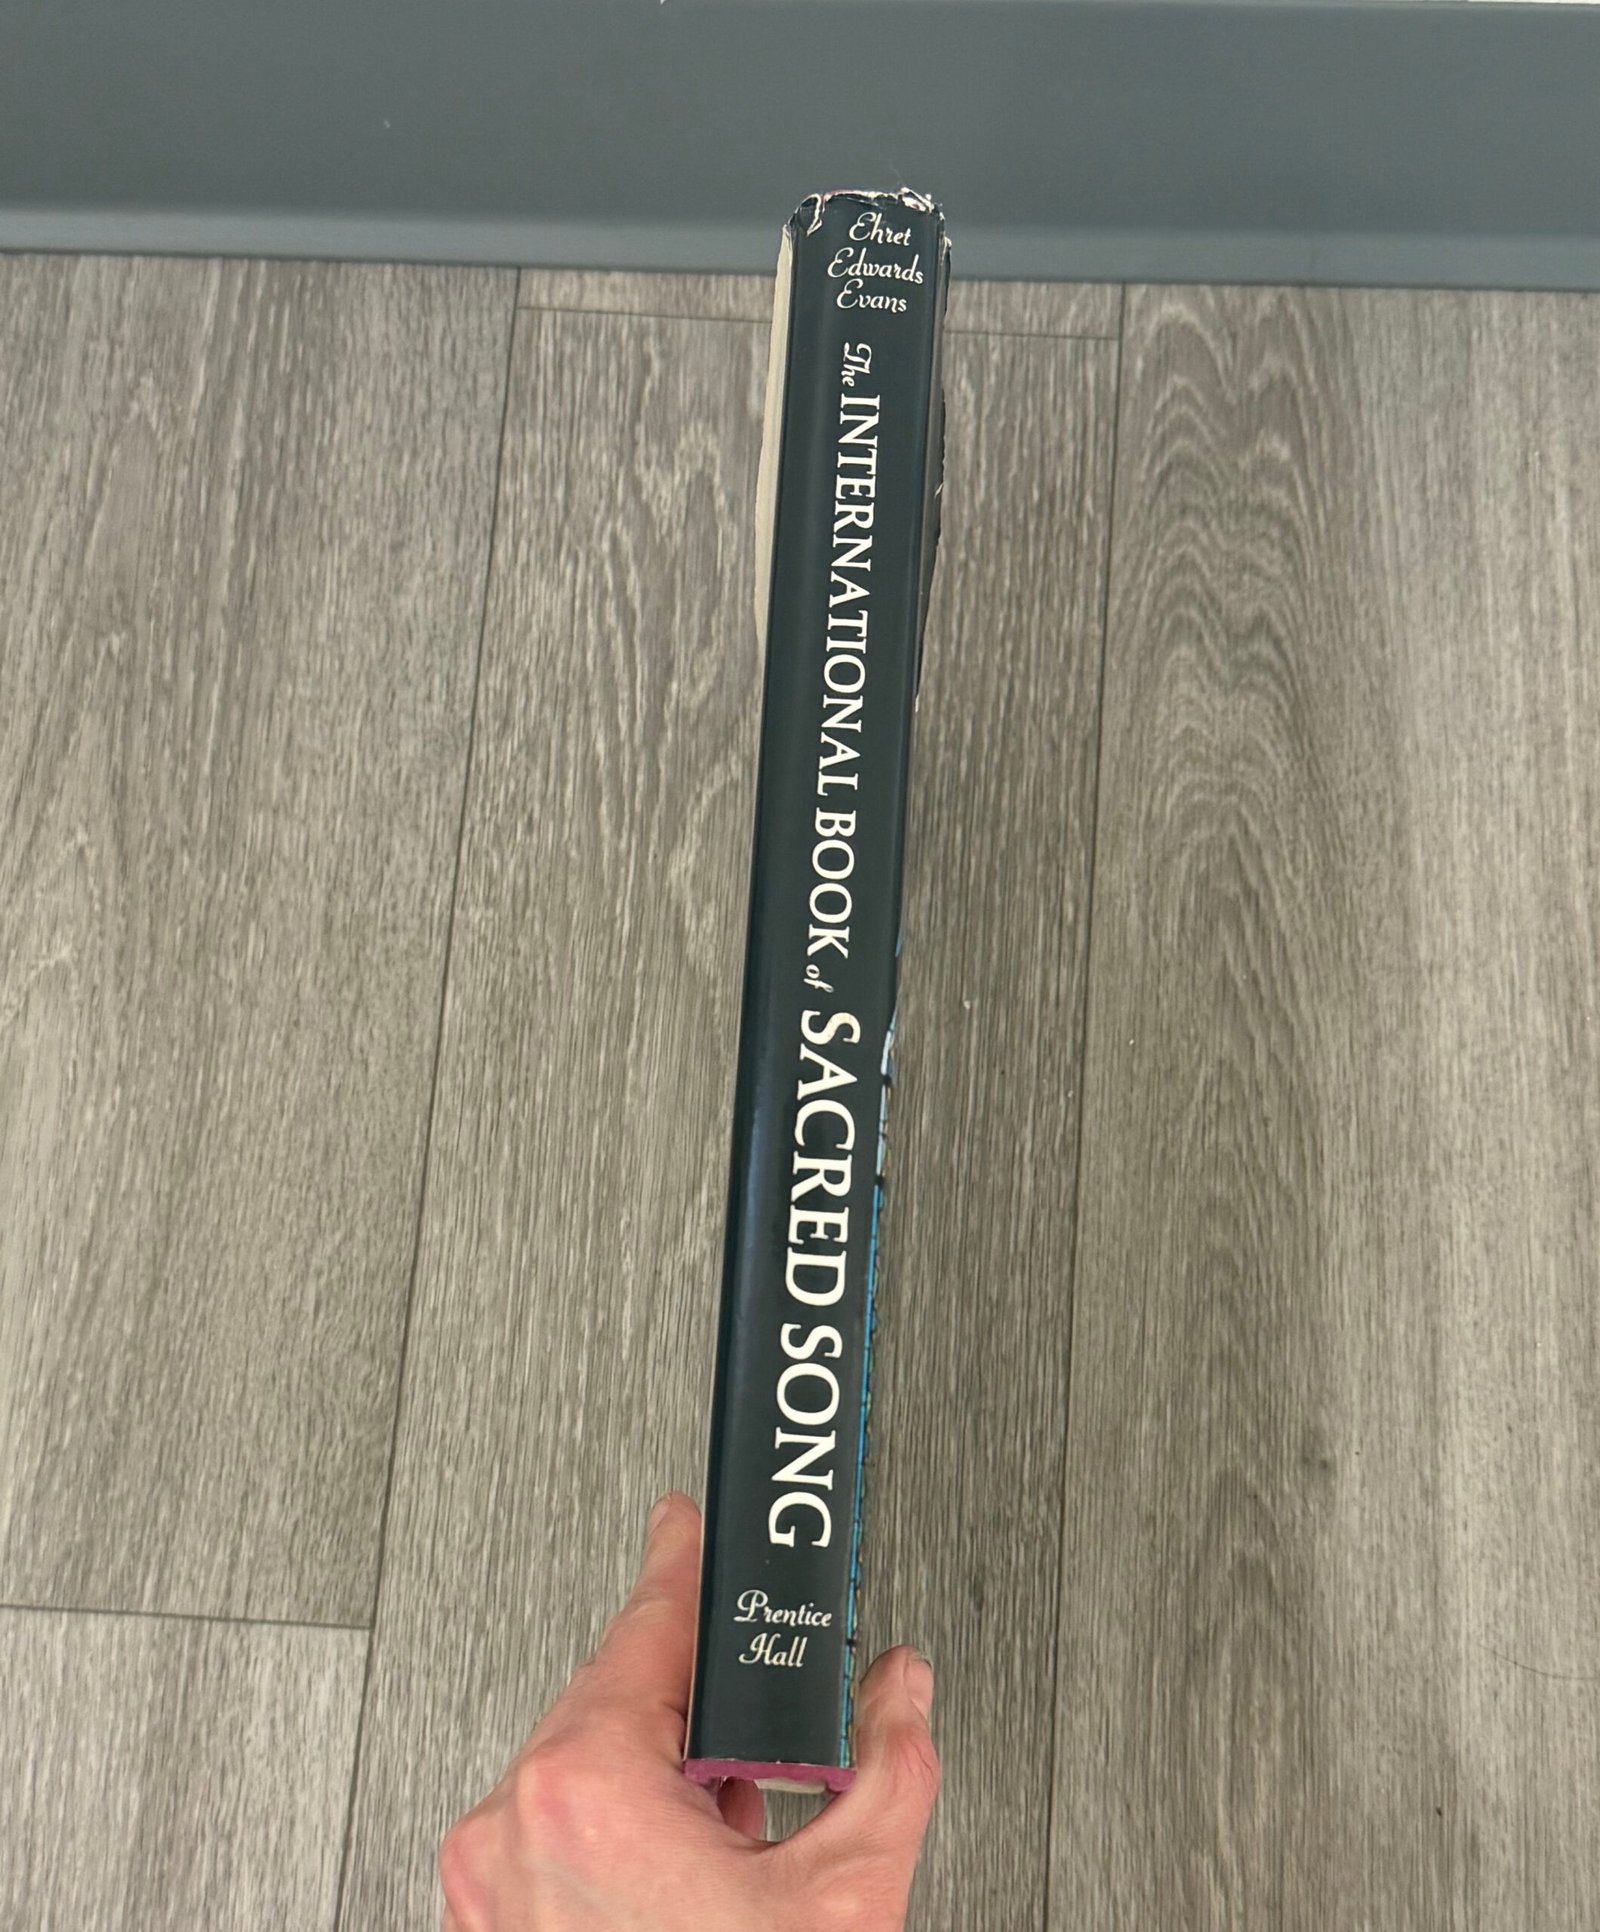 Ehret
Edwards
Evans
The INTERNATIONAL BOOK of SACRED SONG
Prentice
Hall